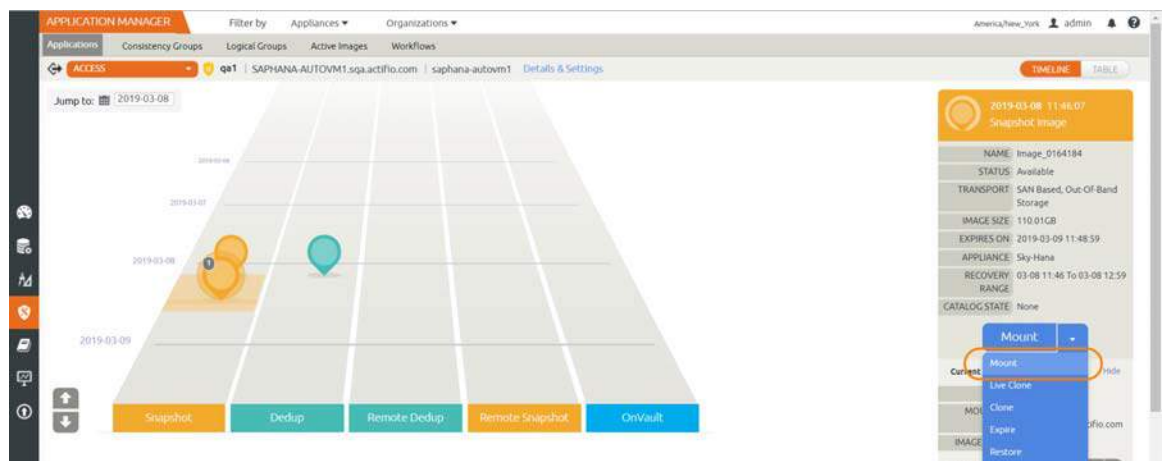 APPLICATION MANAGER Filter by Appliances Organizations America/New_York admin
Applications Consistency Groups Logical Groups Active Images Workflows
ACCESS qa1 | SAPHANA-AUTOVM1.sqa.actifio.com | saphana-autovm1 Details & Settings TIMELINE TABLE
Jump to: 2019-03-08
2019-03-07
2019-03-08
1
2019-03-09
Snapshot Dedup Remote Dedup Remote Snapshot OnVault
2019-03-08 11:46:07
Snapshot Image
NAME Image_0164184
STATUS Available
TRANSPORT SAN Based, Out-Of-Band
Storage
IMAGE SIZE 110.01GB
EXPIRES ON 2019-03-09 11:48:59
APPLIANCE Sky-Hana
RECOVERY RANGE 03-08 11:46 To 03-08 12:59
CATALOG STATE None
Mount
Mount
Hide
Live Clone
Clone
Expire
Restore
IMAGE